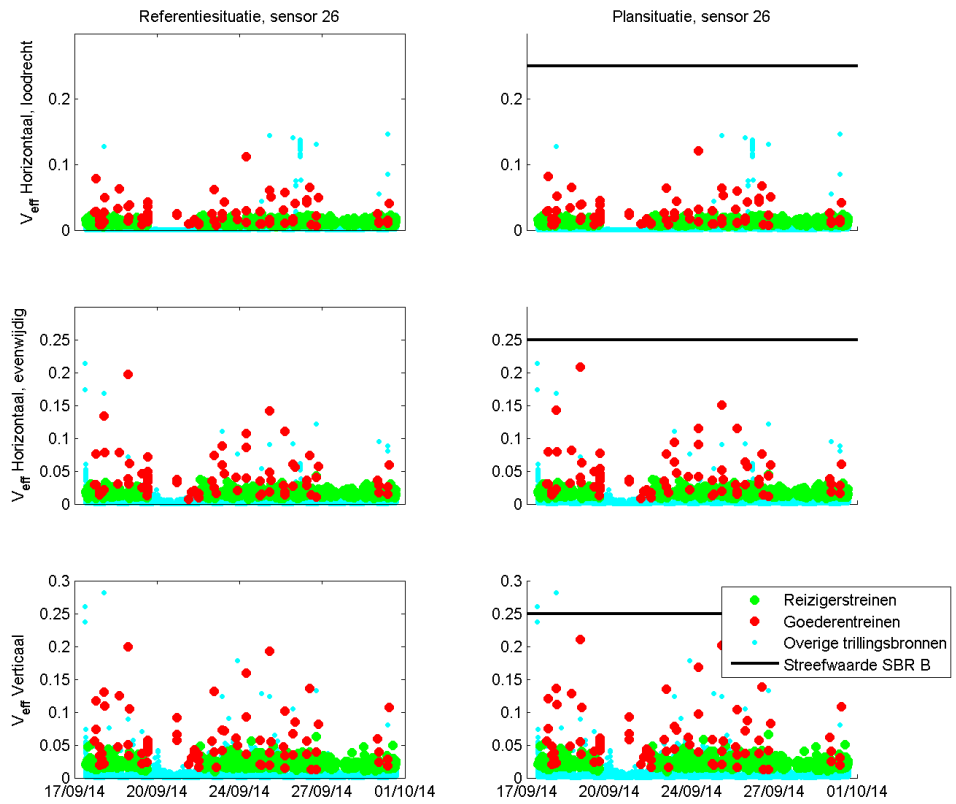 Referentiesituatie, sensor 26
Plansituatie, sensor 26
Veff Horizontaal, loodrecht
0.2
0.1
0
0.2
0.1
0
Veff Horizontaal, evenwijdig
0.25
0.2
0.15
0.1
0.05
0
0.25
0.2
0.15
0.1
0.05
0
Veff Verticaal
0.3
0.25
0.2
0.15
0.1
0.05
0
17/09/14 20/09/14 24/09/14 27/09/14 01/10/14
0.3
0.25
0.2
0.15
0.1
0.05
0
17/09/14 20/09/14 24/09/14 27/09/14 01/10/14
Reizigerstreinen
Goederentreinen
Overige trillingsbronnen
Streefwaarde SBR B